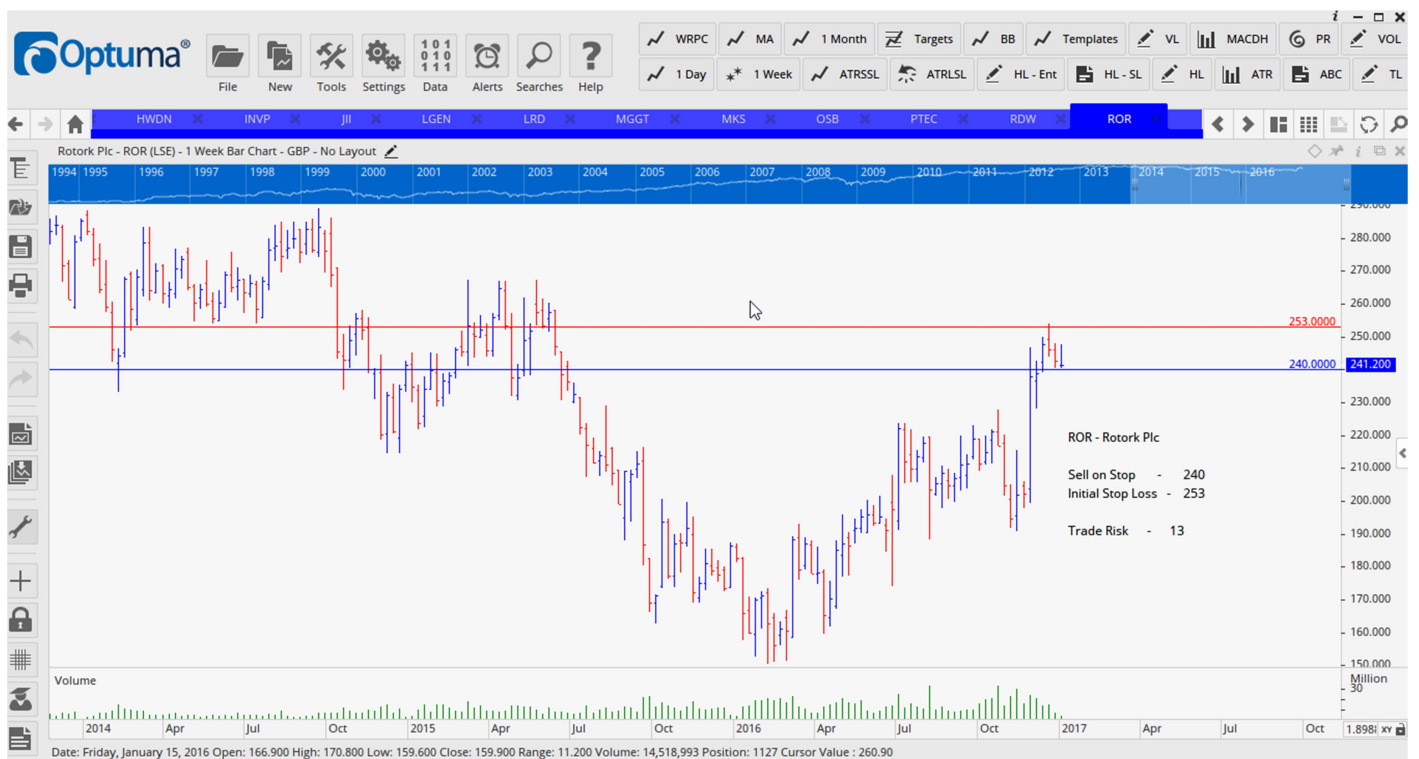 i
Optuma®
WRPC MA 1 Month Targets BB Templates VL MACDH PR VOL
1 Day 1 Week ATRSSL ATRLSL HL - Ent HL - SL HL ATR ABC TL
101
010
111
File New Tools Settings Data Alerts Searches Help
HWDN INVP JII LGEN LRD MGGT MKS OSB PTEC RDW ROR
Rotork Plc - ROR (LSE) - 1 Week Bar Chart - GBP - No Layout
1994 1995 1996 1997 1998 1999 2000 2001 2002 2003 2004 2005 2006 2007 2008 2009 2010 2011 2012 2013 2014 2015 2016
290.000
280.000
270.000
260.000
253.0000
250.000
240.0000 241.200
230.000
220.000
ROR - Rotork Plc
210.000
Sell on Stop - 240
Initial Stop Loss - 253
200.000
Trade Risk - 13
190.000
180.000
170.000
160.000
150.000
Volume
Million
30
2014 Apr Jul Oct 2015 Apr Jul Oct 2016 Apr Jul Oct 2017 Apr Jul Oct
XY
Date: Friday, January 15, 2016 Open: 166.900 High: 170.800 Low: 159.600 Close: 159.900 Range: 11.200 Volume: 14,518,993 Position: 1127 Cursor Value : 260.90